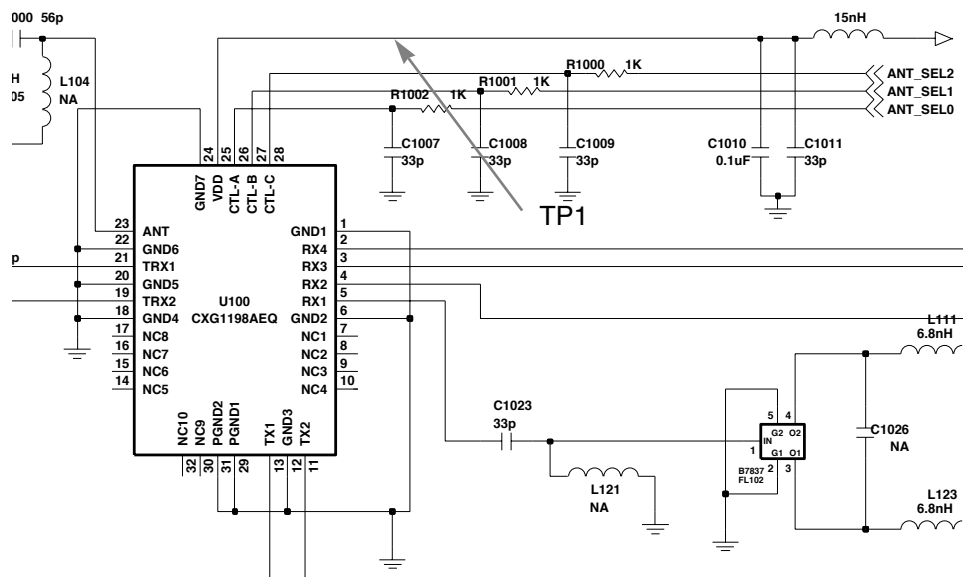 000 56p
15nH
H
05
L104
NA
R1000 1K
R1001 1K
R1002 1K
ANT_SEL2
ANT_SEL1
ANT_SEL0
C1007
33p
C1008
33p
C1009
33p
C1010
0.1uF
C1011
33p
TP1
24 25 26 27 28
GND7 VDD CTL-A CTL-B CTL-C
23 ANT GND1 1
22 GND6 RX4 2
p 21 TRX1 RX3 3
20 GND5 RX2 4
19 TRX2 RX1 5
18 GND4 GND2 6
17 NC8 NC1 7
16 NC7 NC2 8
15 NC6 NC3 9
14 NC5 NC4 10
U100
CXG1198AEQ
NC10 NC9 PGND2 PGND1 TX1 GND3 TX2
32 30 31 29 13 12 11
C1023
33p
L121
NA
5 4
G2 O2
1 IN
G1 O1
2 3
B7837
FL102
L111
6.8nH
C1026
NA
L123
6.8nH